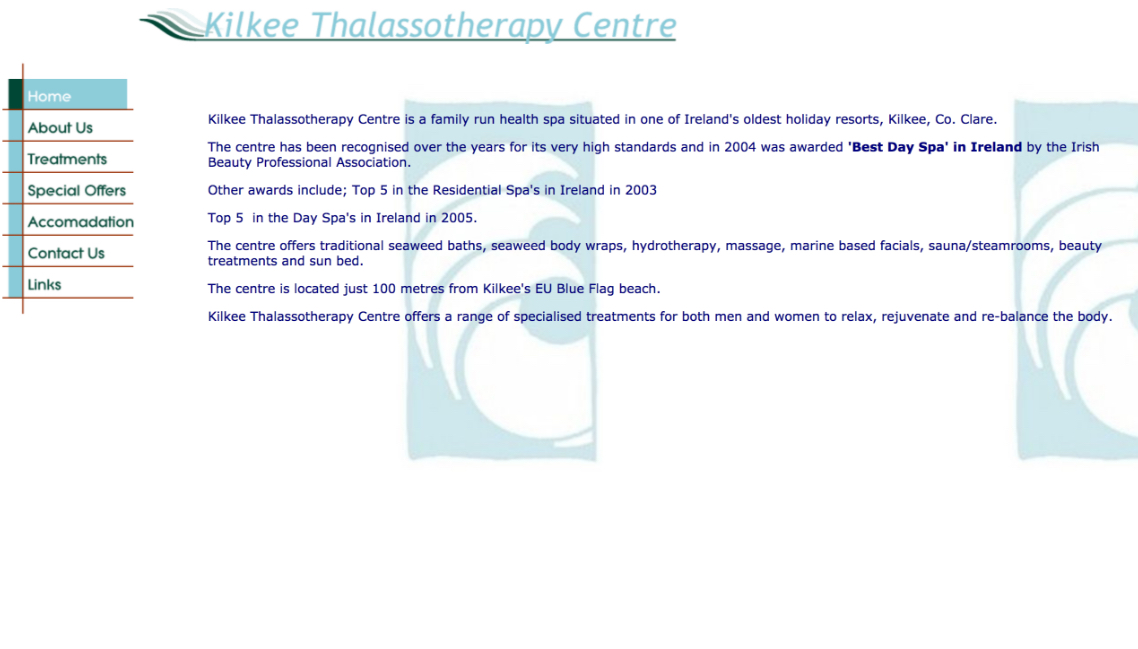 Kilkee Thalassotherapy Centre
Home
About Us
Treatments
Special Offers
Accomadation
Contact Us
Links
Kilkee Thalassotherapy Centre is a family run health spa situated in one of Ireland's oldest holiday resorts, Kilkee, Co. Clare.
The centre has been recognised over the years for its very high standards and in 2004 was awarded 'Best Day Spa' in Ireland by the Irish
Beauty Professional Association.
Other awards include; Top 5 in the Residential Spa's in Ireland in 2003
Top 5  in the Day Spa's in Ireland in 2005.
The centre offers traditional seaweed baths, seaweed body wraps, hydrotherapy, massage, marine based facials, sauna/steamrooms, beauty
treatments and sun bed.
The centre is located just 100 metres from Kilkee's EU Blue Flag beach.
Kilkee Thalassotherapy Centre offers a range of specialised treatments for both men and women to relax, rejuvenate and re-balance the body.